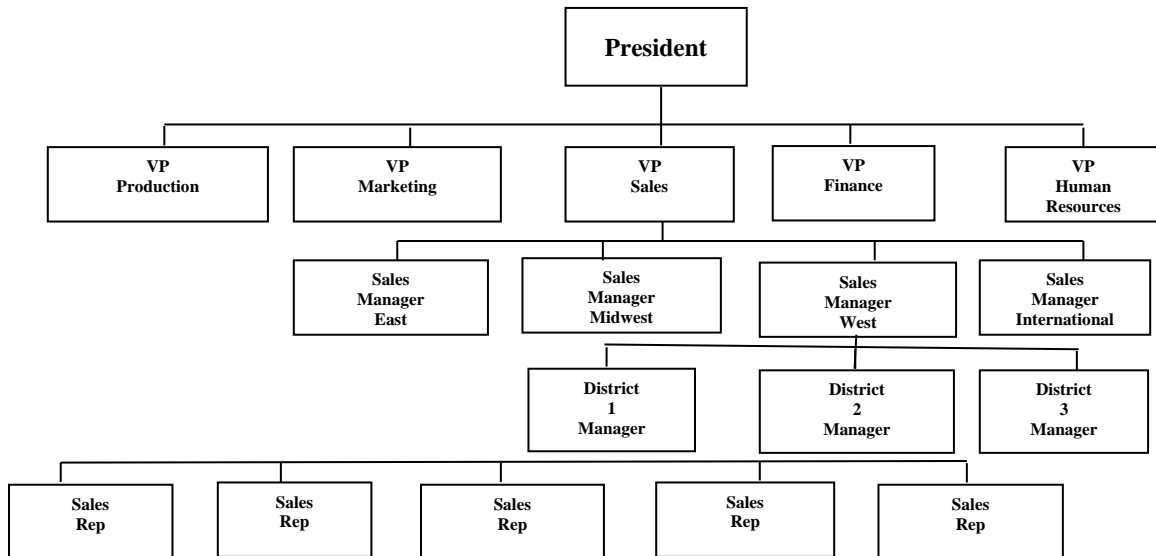 President
VP
Production
VP
Marketing
VP
Sales
VP
Finance
VP
Human
Resources
Sales
Manager
East
Sales
Manager
Midwest
Sales
Manager
West
Sales
Manager
International
District
1
Manager
District
2
Manager
District
3
Manager
Sales
Rep
Sales
Rep
Sales
Rep
Sales
Rep
Sales
Rep